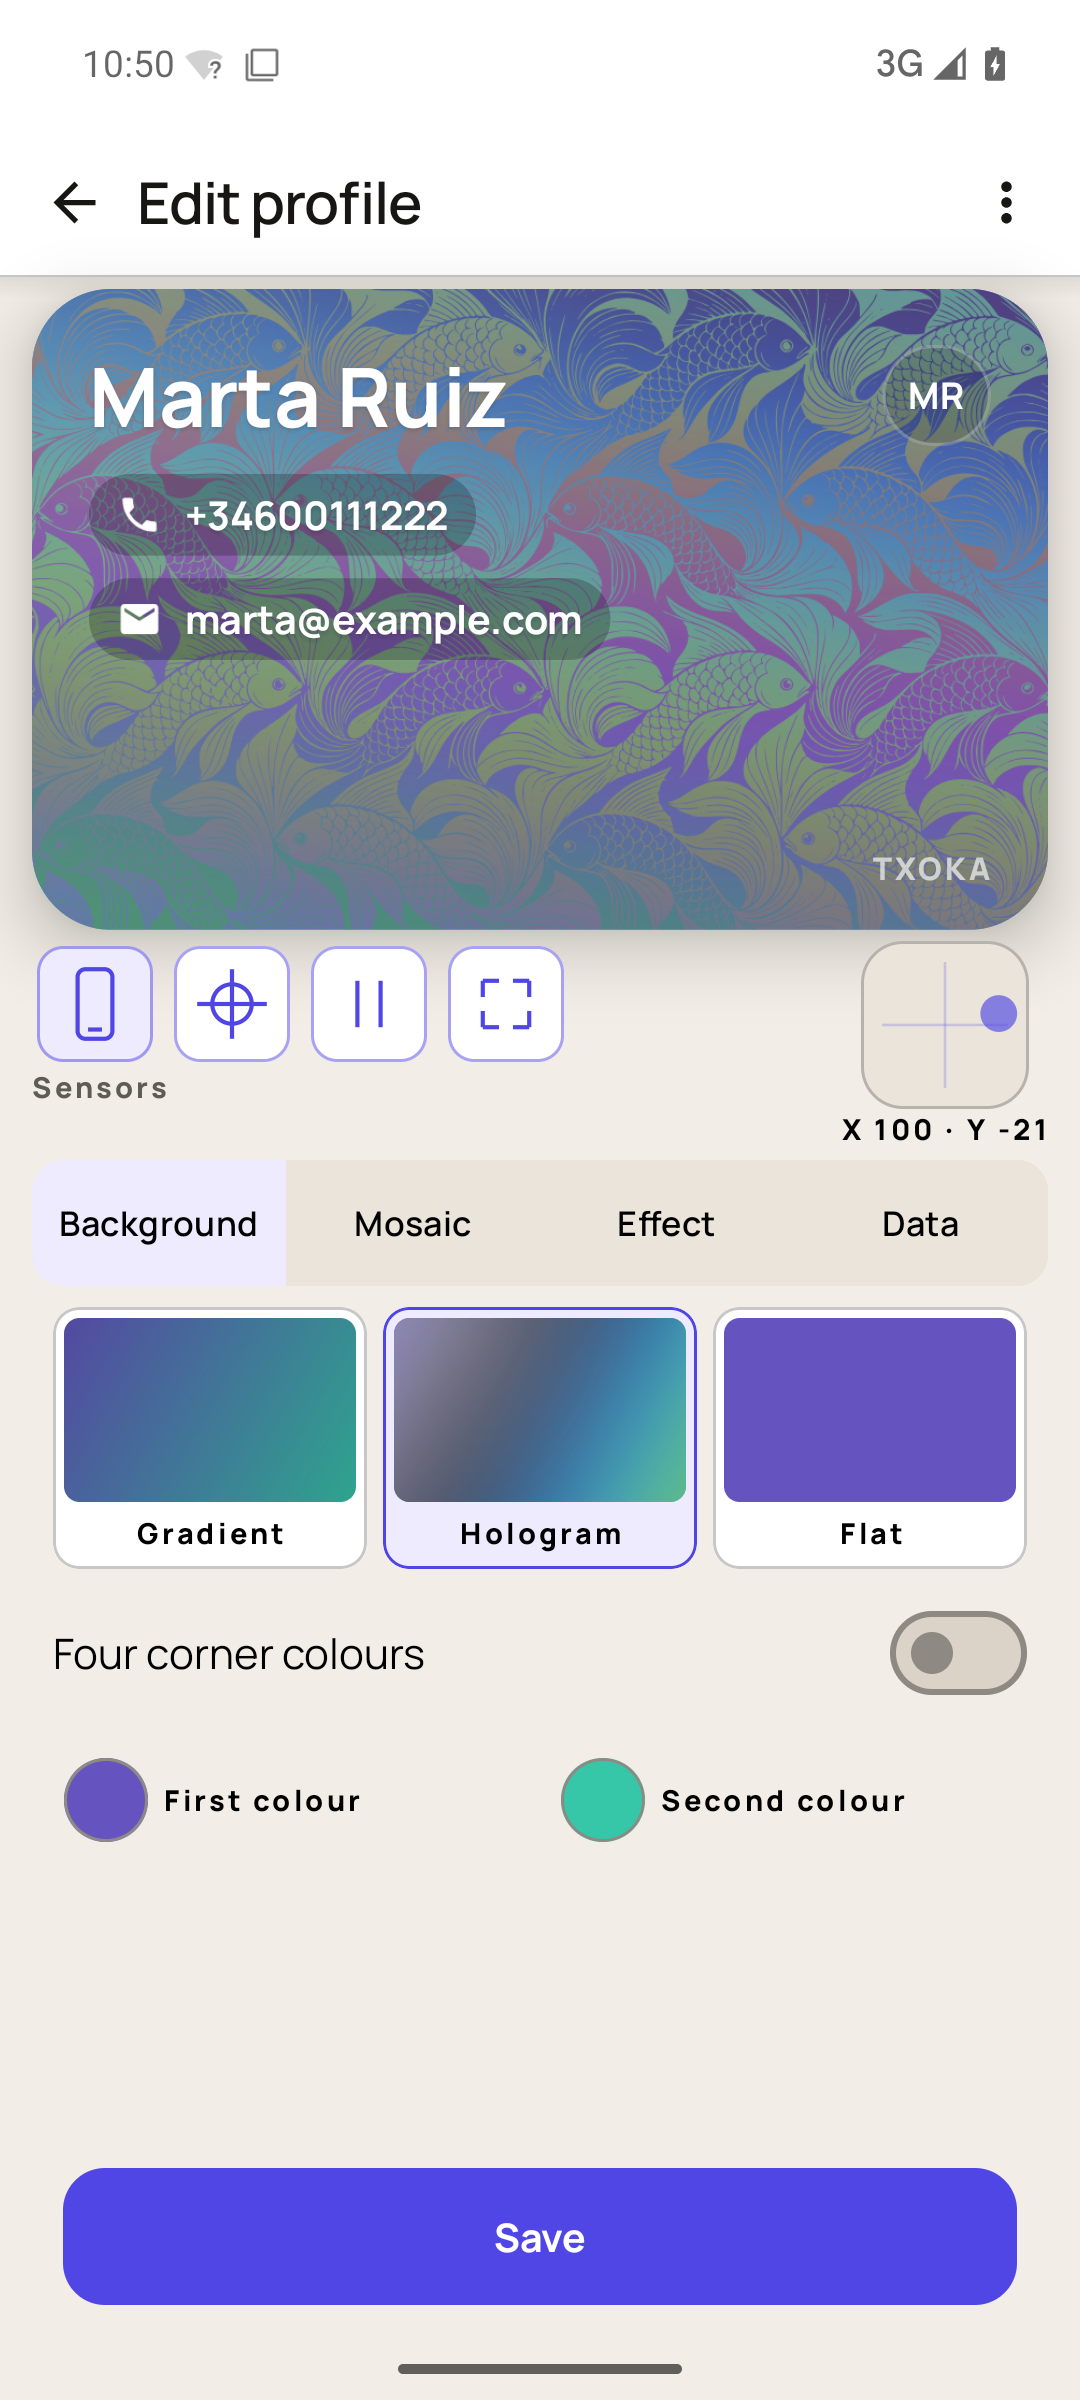 10:50
3G
Edit profile
Marta Ruiz
MR
+34600111222
marta@example.com
TXOKA
Sensors
X 100 · Y -21
Background
Mosaic
Effect
Data
Gradient
Hologram
Flat
Four corner colours
First colour
Second colour
Save